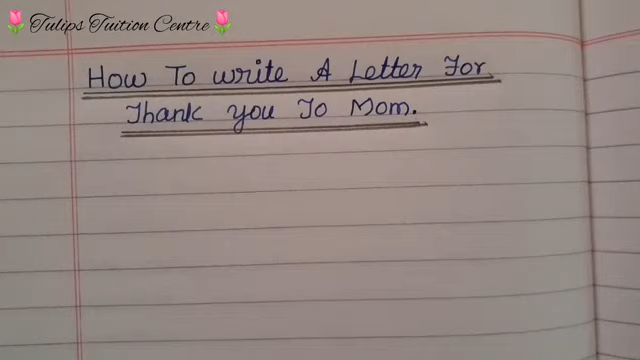 🌷Tulips Tuition Centre🌷
How To write A Letter For
Thank you To Mom.